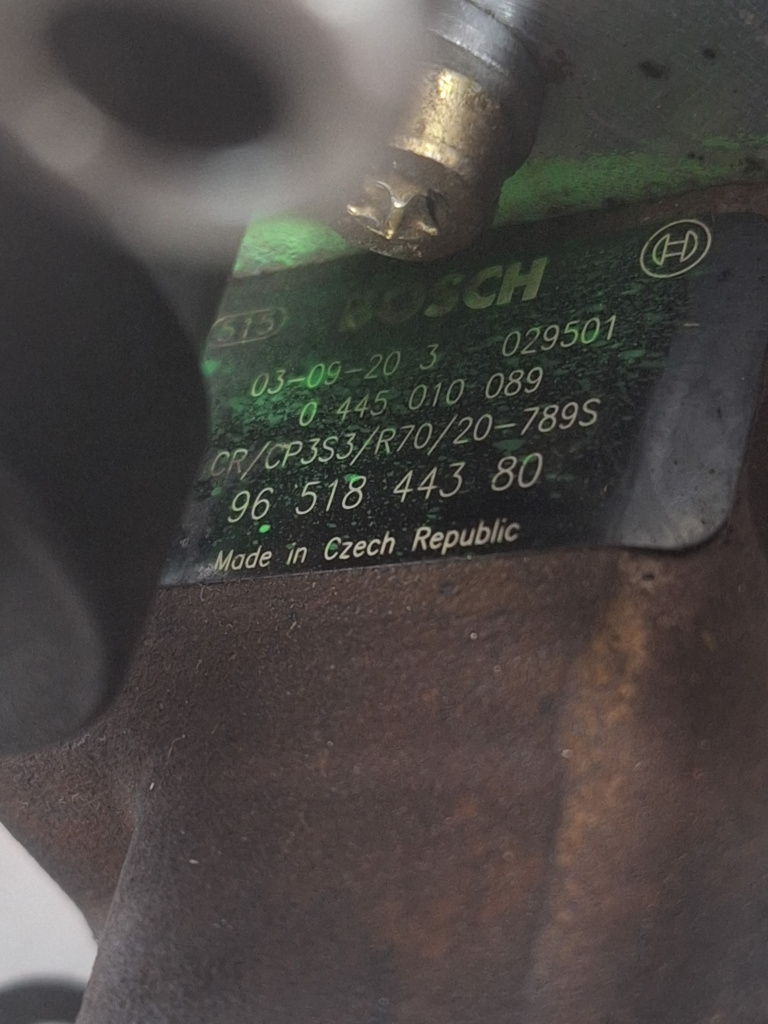 BOSCH
515
03-09-20 3 029501
0 445 010 089
CR/CP3S3/R70/20-789S
96 518 443 80
Made in Czech Republic